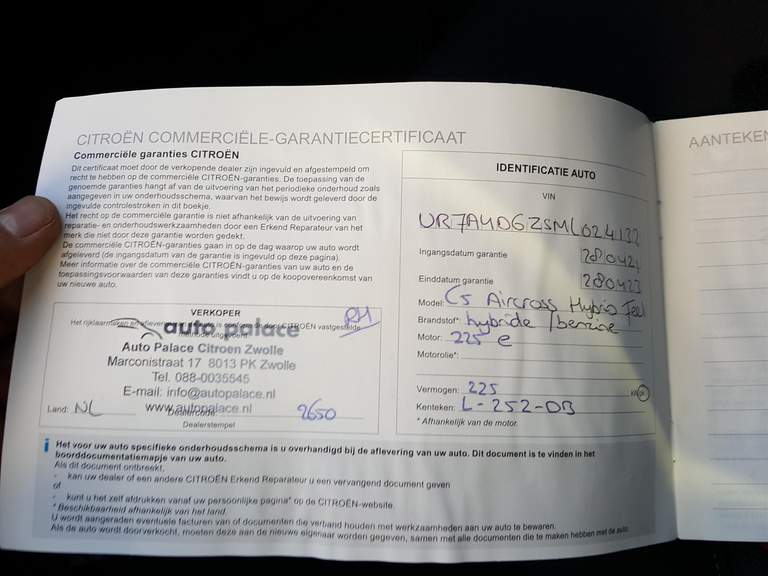 CITROËN COMMERCIËLE-GARANTIECERTIFICAAT
Commerciële garanties CITROËN
Dit certificaat moet door de verkopende dealer zijn ingevuld en afgestempeld om
recht te hebben op de commerciële CITROËN-garanties. De toepassing van de
genoemde garanties hangt af van de uitvoering van het periodieke onderhoud zoals
aangegeven in uw onderhoudsschema, waarvan het bewijs wordt geleverd door de
ingevulde controlestroken in dit boekje.
Het recht op de commerciële garantie is niet afhankelijk van de uitvoering van
reparatie- en onderhoudswerkzaamheden door een Erkend Reparateur van het
merk die niet door deze garantie worden gedekt.
De commerciële CITROËN-garanties gaan in op de dag waarop uw auto wordt
afgeleverd (de ingangsdatum van de garantie is ingevuld op deze pagina).
Meer informatie over de commerciële CITROËN-garanties van uw auto en de
toepassingsvoorwaarden van deze garanties vindt u op de koopovereenkomst van
uw nieuwe auto.
VERKOPER
Het rijklaarmaken en afleveren CITROËN vastgestelde
RH
auto palace
Auto Palace Citroen Zwolle
Marconistraat 17 8013 PK Zwolle
Tel. 088-0035545
E-mail: info@autopalace.nl
www.autopalace.nl
Land: NL Dealercode: 2650
Dealerstempel
IDENTIFICATIE AUTO
VIN
VR7A4DGZSML024132
Ingangsdatum garantie 280421
Einddatum garantie 280423
Model: C5 Aircross Hybrid Feel
Brandstof*: hybride / benzine
Motor: 225 e
Motorolie*:
Vermogen: 225
Kenteken: L-252-DB
* Afhankelijk van de motor.
i Het voor uw auto specifieke onderhoudsschema is u overhandigd bij de aflevering van uw auto. Dit document is te vinden in het
boorddocumentatiemapje van uw auto.
Als dit document ontbreekt,
- kan uw dealer of een andere CITROËN Erkend Reparateur u een vervangend document geven
of
- kunt u het zelf afdrukken vanaf uw persoonlijke pagina* op de CITROËN-website.
* Beschikbaarheid afhankelijk van het land.
U wordt aangeraden eventuele facturen van of documenten die verband houden met werkzaamheden aan uw auto te bewaren.
Als de auto wordt doorverkocht, moeten deze aan de nieuwe eigenaar worden gegeven, samen met alle documenten die te maken hebben met de auto.
AANTEKEN